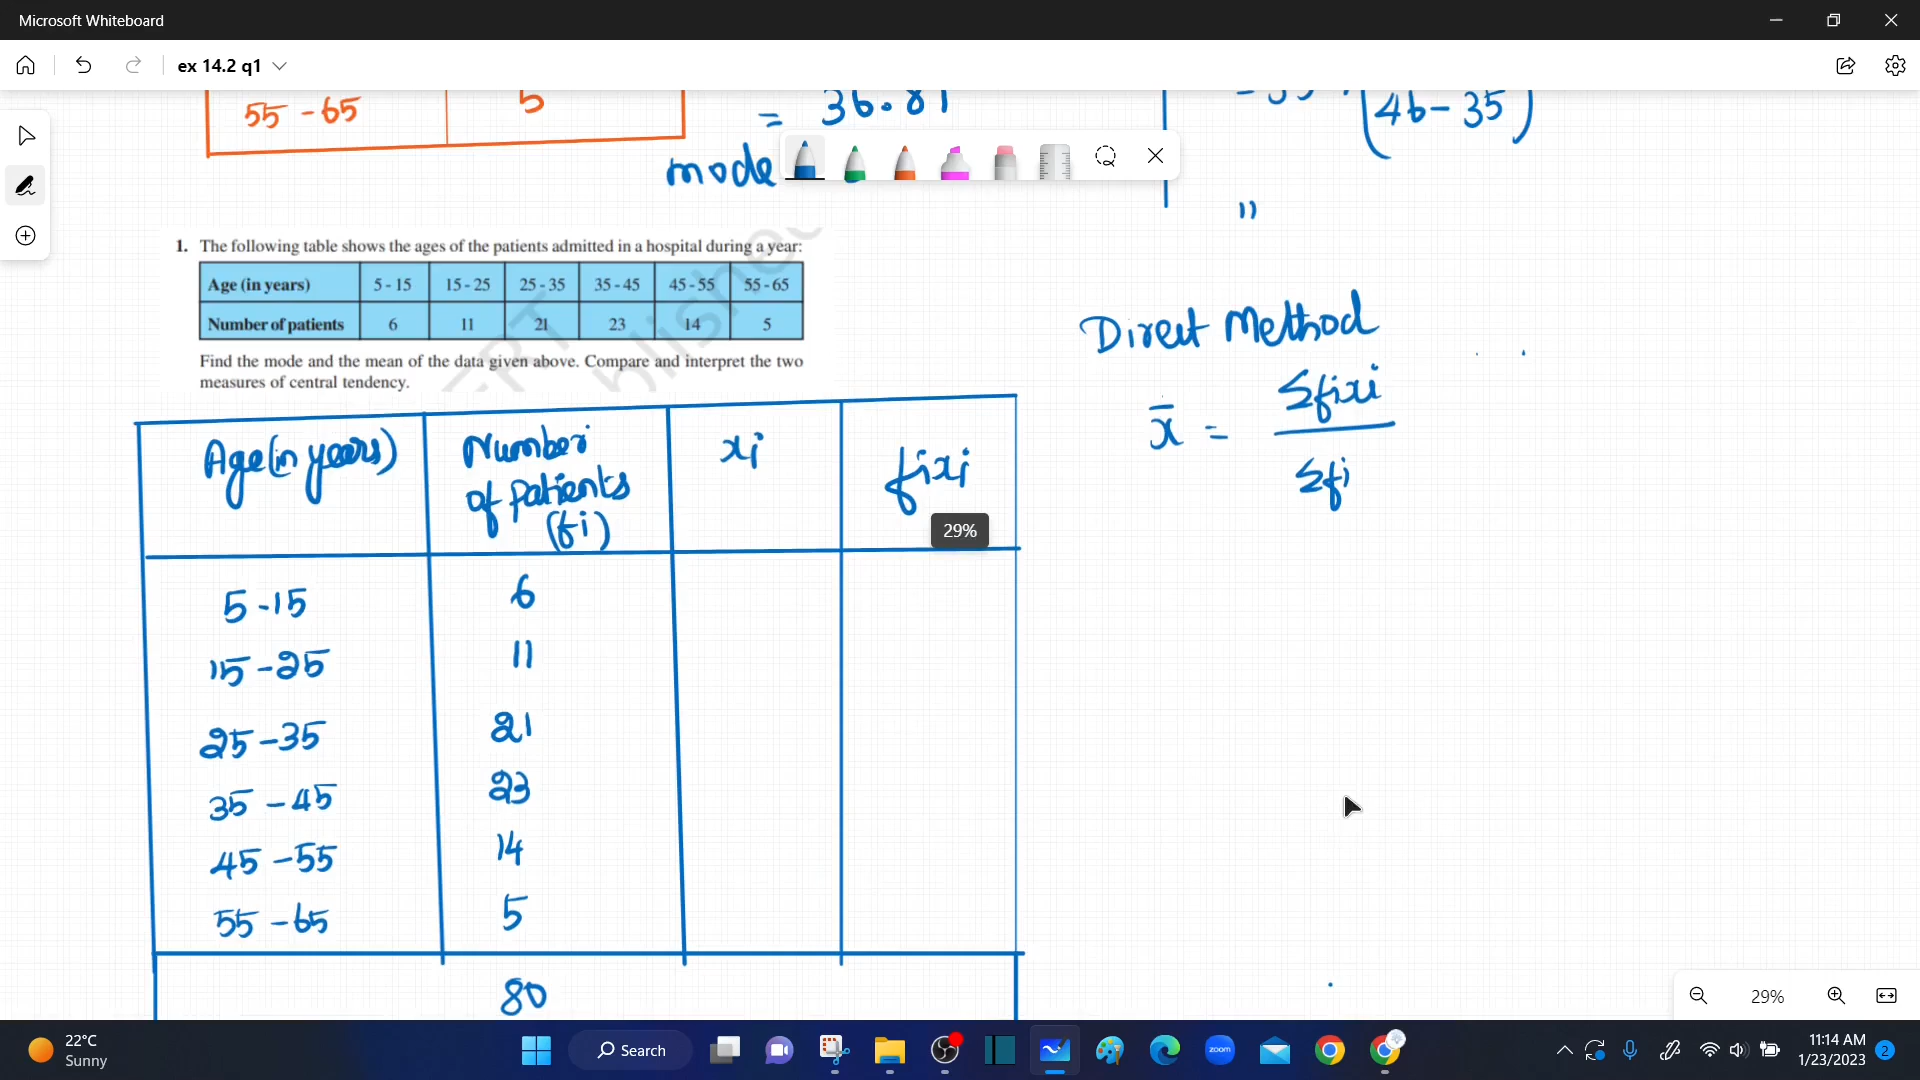 Microsoft Whiteboard
ex 14.2 q1
55 - 65 5
= 36.81
mode
(46 - 35)
"
1. The following table shows the ages of the patients admitted in a hospital during a year:
Age (in years) 5 - 15 15 - 25 25 - 35 35 - 45 45 - 55 55 - 65
Number of patients 6 11 21 23 14 5
Find the mode and the mean of the data given above. Compare and interpret the two
measures of central tendency.
Direct Method
x̄ = Σfixi
Σfi
Age (in years) Number of patients (fi) xi fixi
29%
5 - 15 6
15 - 25 11
25 - 35 21
35 - 45 23
45 - 55 14
55 - 65 5
80
29%
22°C
Sunny
Search
zoom
11:14 AM
1/23/2023
2